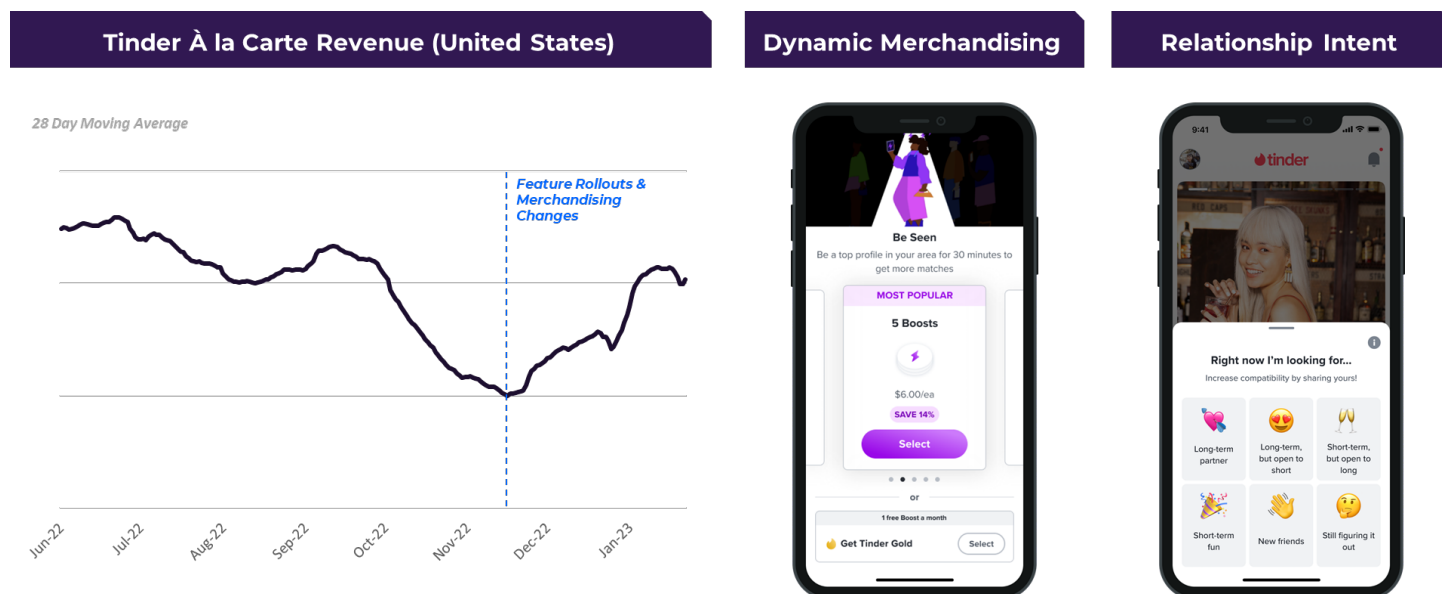 Tinder À la Carte Revenue (United States)
28 Day Moving Average
Feature Rollouts &
Merchandising
Changes
Jun-22
Jul-22
Aug-22
Sep-22
Oct-22
Nov-22
Dec-22
Jan-23
Dynamic Merchandising
Be Seen
Be a top profile in your area for 30 minutes to
get more matches
MOST POPULAR
5 Boosts
$6.00/ea
SAVE 14%
Select
or
1 free Boost a month
Get Tinder Gold
Select
Relationship Intent
9:41
tinder
RED CAPS
Right now I'm looking for...
Increase compatibility by sharing yours!
Long-term
partner
Long-term,
but open to
short
Short-term,
but open to
long
Short-term
fun
New friends
Still figuring it
out